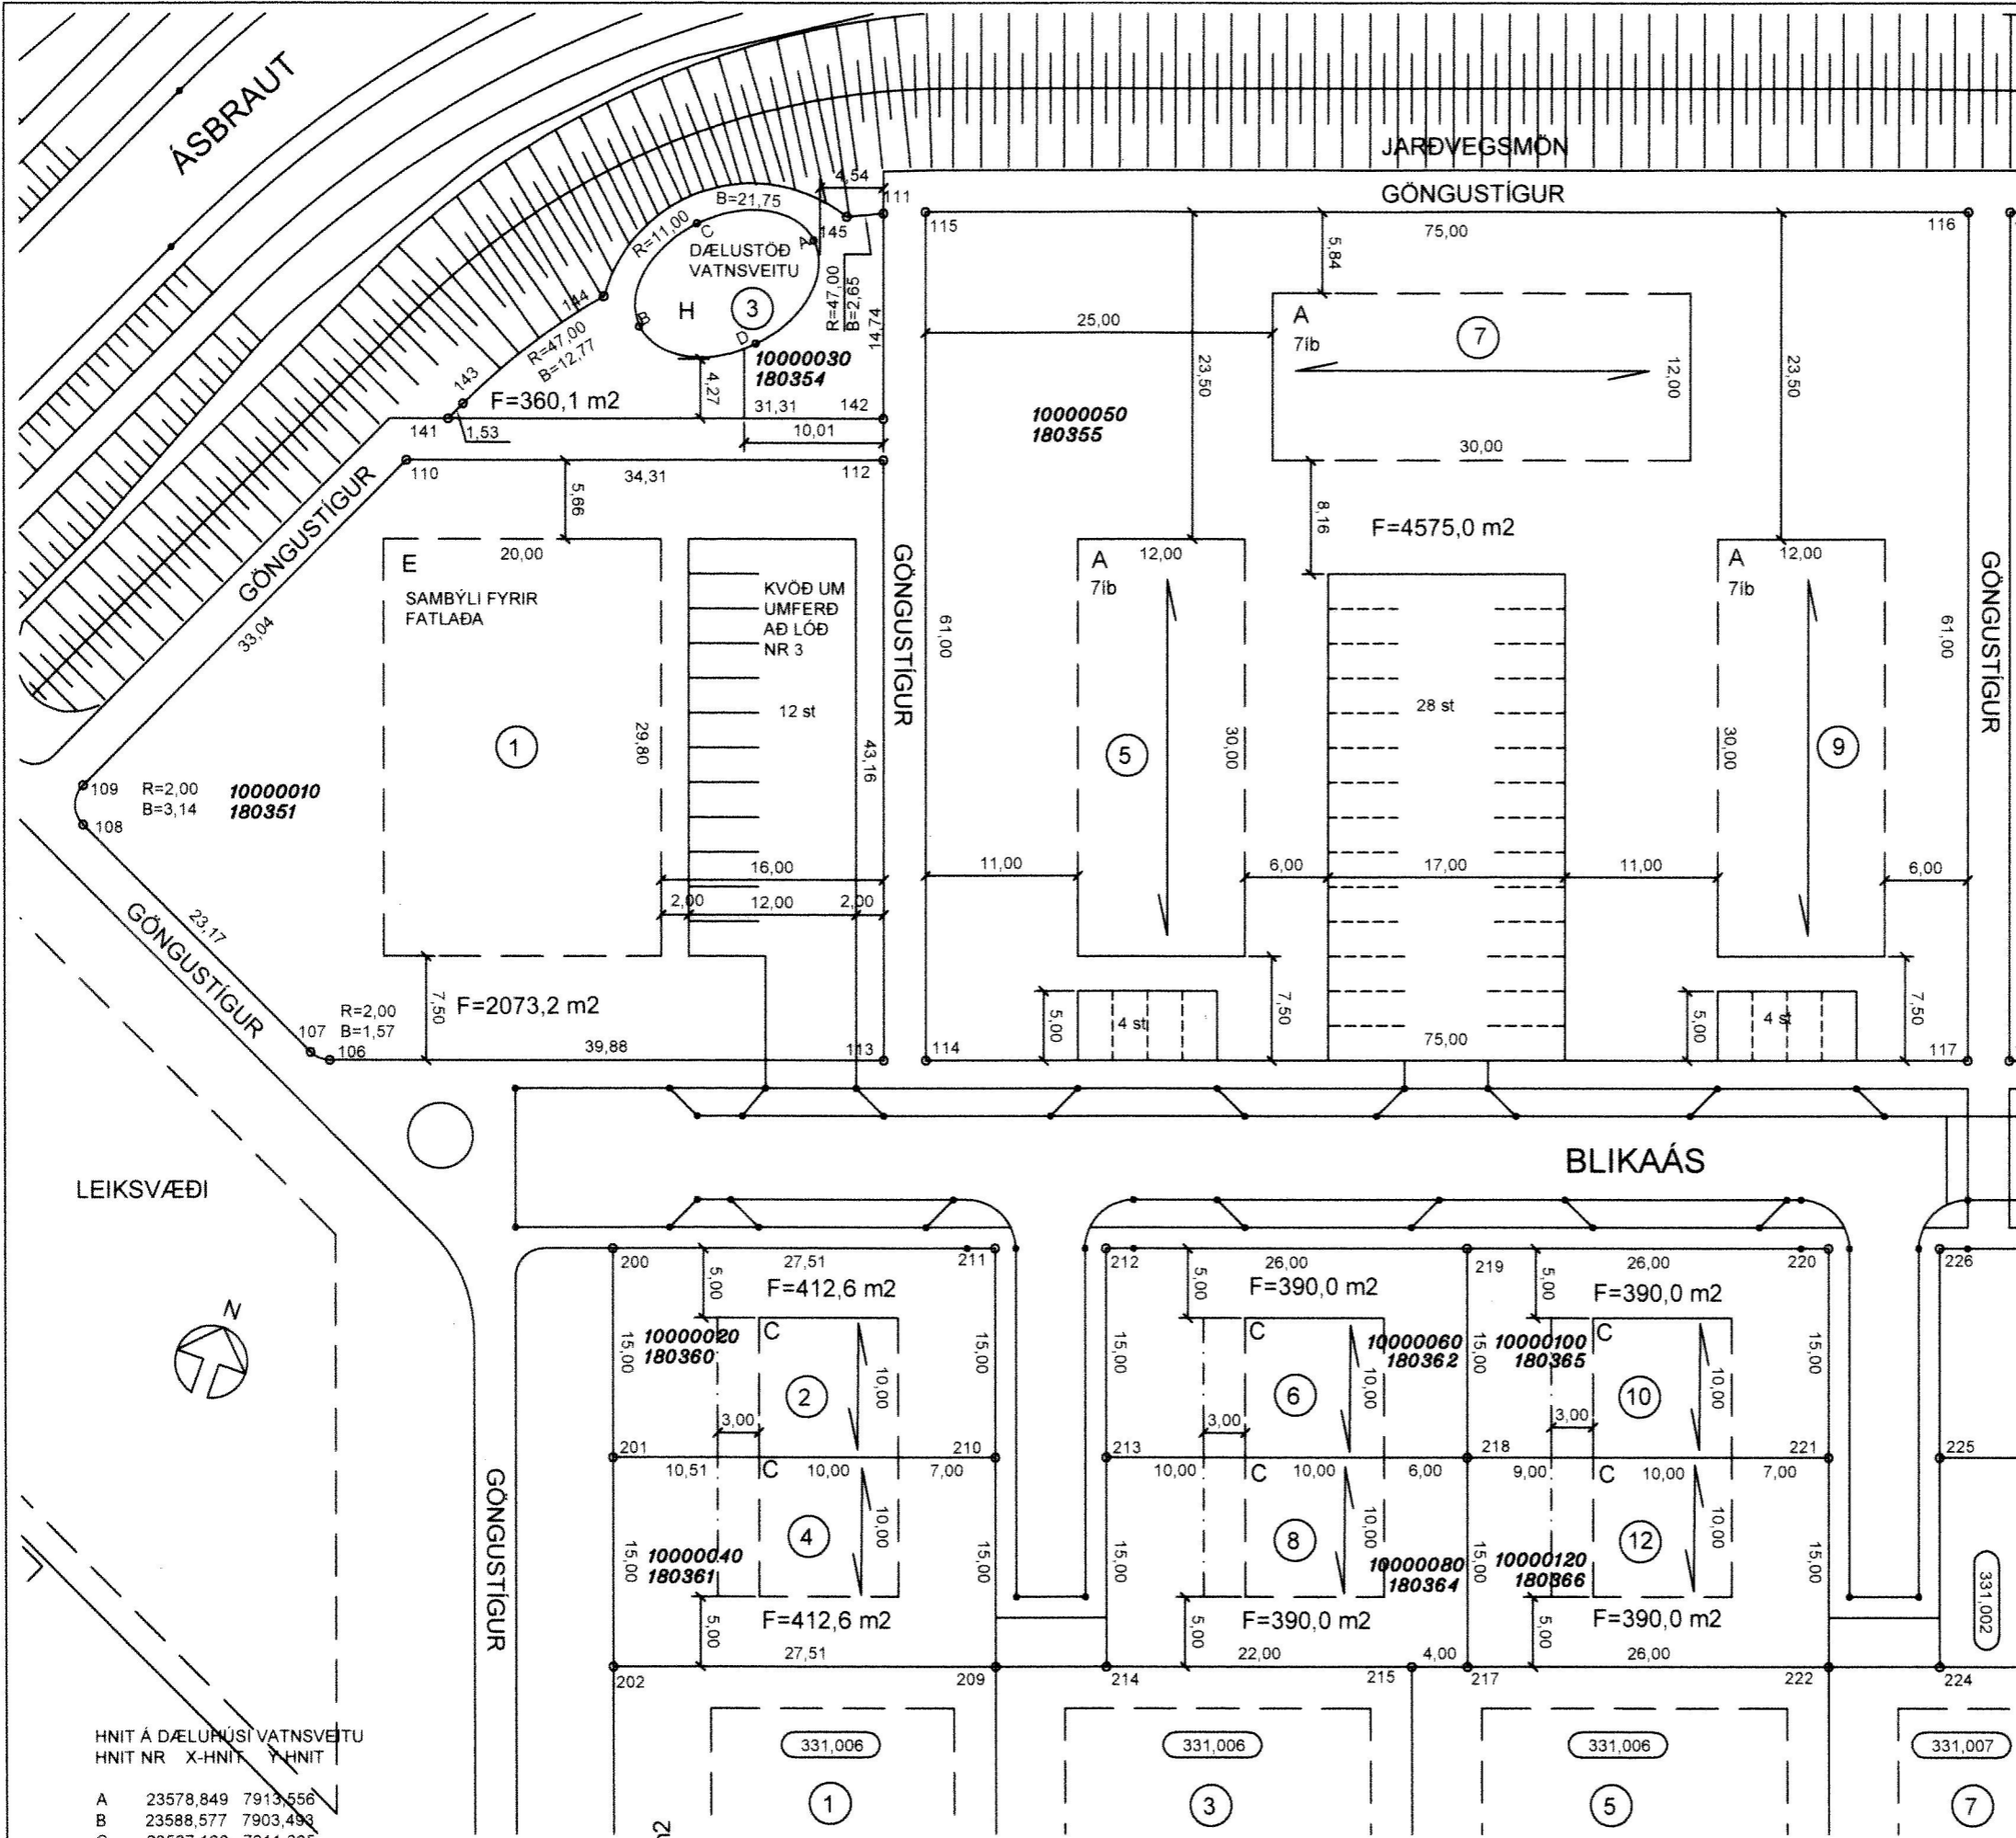 ÁSBRAUT
JARÐVEGSMÖN
GÖNGUSTÍGUR
4,54
111
B=21,75
R=11,00
C
A
145
DÆLUSTÖÐ
VATNSVEITU
H
3
B
D
R=47,00
B=2,65
14,74
144
R=47,00
B=12,77
143
10000030
180354
4,27
F=360,1 m2
31,31
142
141
1,53
10,01
115
75,00
116
5,84
25,00
A
7íb
7
12,00
23,50
23,50
10000050
180355
30,00
110
34,31
112
5,66
8,16
F=4575,0 m2
GÖNGUSTÍGUR
33,04
E
20,00
SAMBÝLI FYRIR
FATLAÐA
KVÖÐ UM
UMFERÐ
AÐ LÓÐ
NR 3
12 st
1
29,80
43,16
GÖNGUSTÍGUR
61,00
A
12,00
7íb
5
30,00
28 st
A
12,00
7íb
9
30,00
61,00
GÖNGUSTÍGUR
109
R=2,00
B=3,14
10000010
180351
108
16,00
2,00
12,00
2,00
11,00
6,00
17,00
11,00
6,00
23,17
GÖNGUSTÍGUR
R=2,00
B=1,57
7,50
F=2073,2 m2
107
106
39,88
113
114
5,00
4 st
7,50
75,00
5,00
4 st
7,50
117
BLIKAÁS
LEIKSVÆÐI
N
200
27,51
211
212
26,00
219
26,00
220
226
5,00
F=412,6 m2
5,00
F=390,0 m2
5,00
F=390,0 m2
15,00
10000020
180360
C
2
10,00
15,00
15,00
C
6
10,00
10000060
180362
15,00
10000100
180365
C
10
10,00
15,00
3,00
3,00
3,00
201
210
213
218
221
225
10,51
C
10,00
7,00
10,00
C
10,00
6,00
9,00
C
10,00
7,00
GÖNGUSTÍGUR
15,00
10000040
180361
4
10,00
15,00
15,00
8
10,00
10000080
180364
15,00
10000120
180366
12
10,00
15,00
331,002
5,00
F=412,6 m2
5,00
F=390,0 m2
5,00
F=390,0 m2
27,51
22,00
4,00
26,00
202
209
214
215
217
222
224
331,006
331,006
331,006
331,007
1
3
5
7
HNIT Á DÆLUHÚSI VATNSVEITU
HNIT NR X-HNIT Y-HNIT
A 23578,849 7913,556
B 23588,577 7903,493